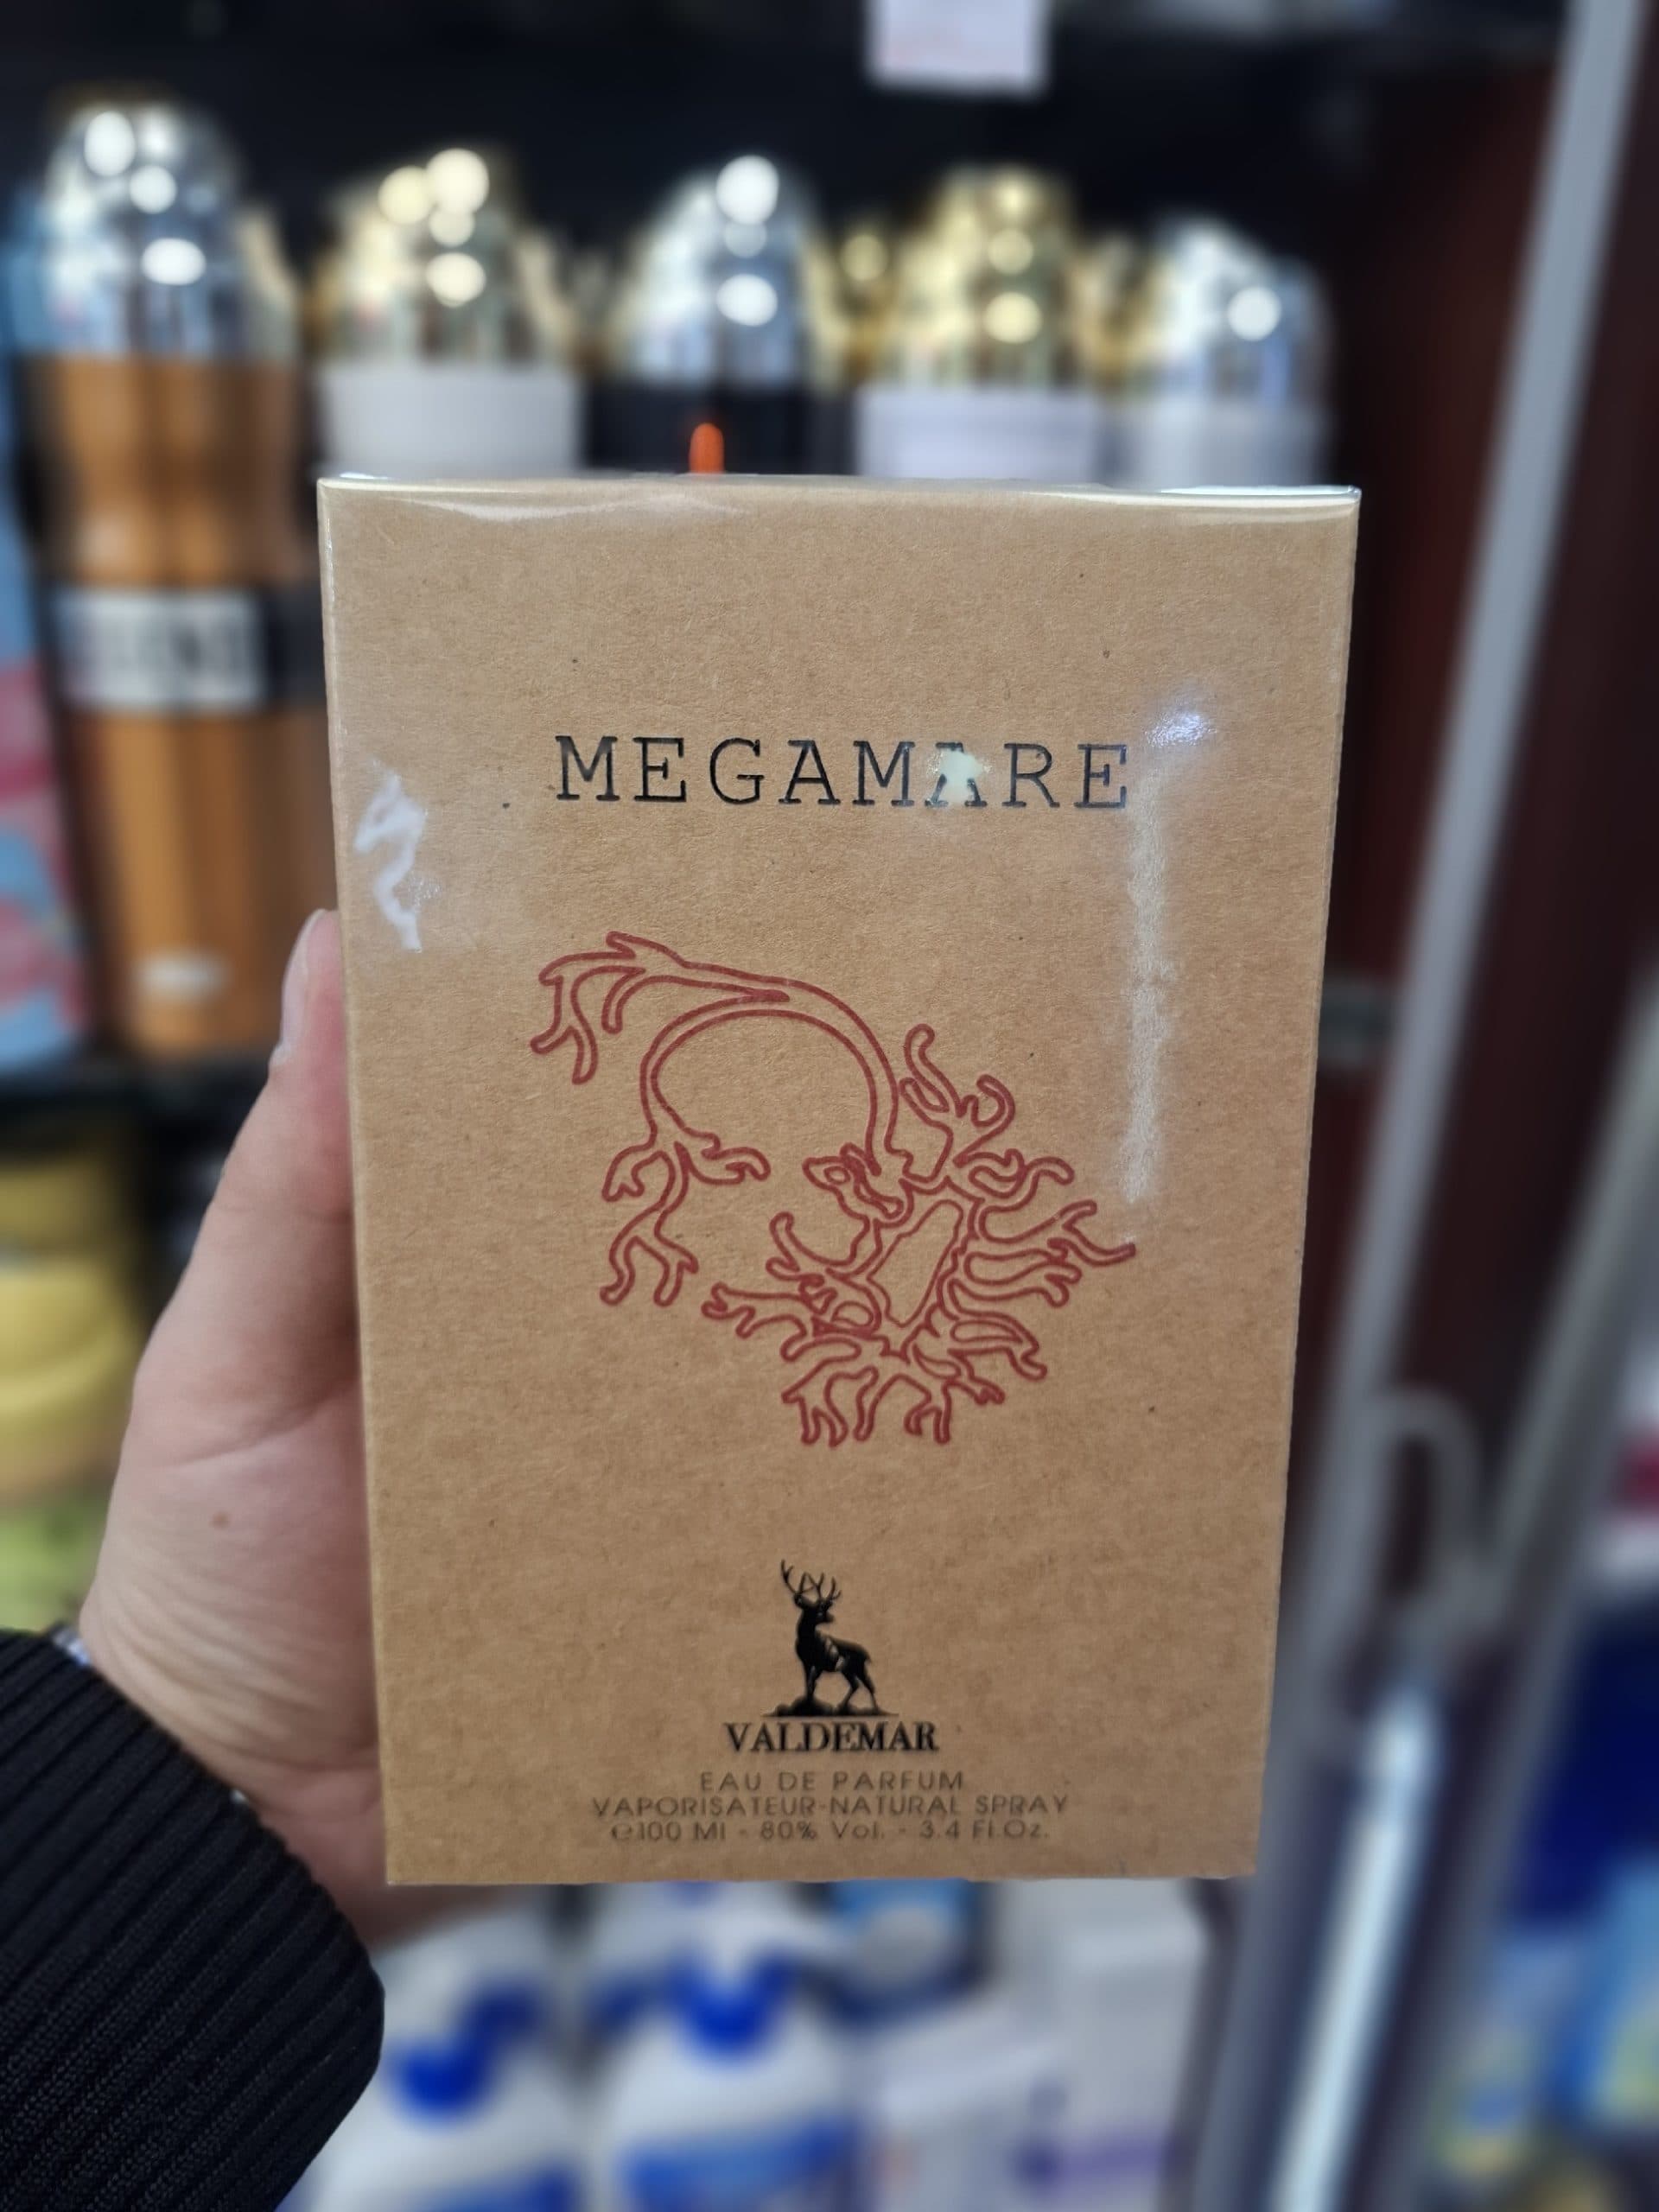 MEGAMARE
VALDEMAR
EAU DE PARFUM
VAPORISATEUR-NATURAL SPRAY
℮100 Ml - 80% Vol. - 3.4 Fl.Oz.